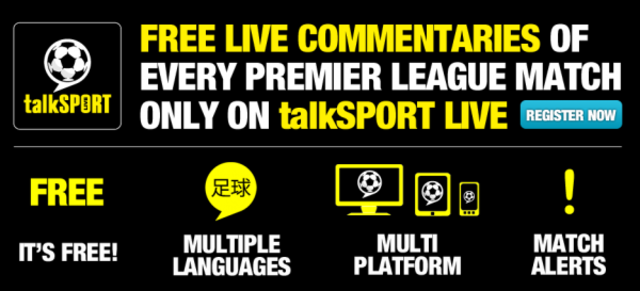 talkSPORT
FREE LIVE COMMENTARIES OF
EVERY PREMIER LEAGUE MATCH
ONLY ON talkSPORT LIVE
REGISTER NOW
FREE
IT'S FREE!
足球
MULTIPLE
LANGUAGES
MULTI
PLATFORM
!
MATCH
ALERTS